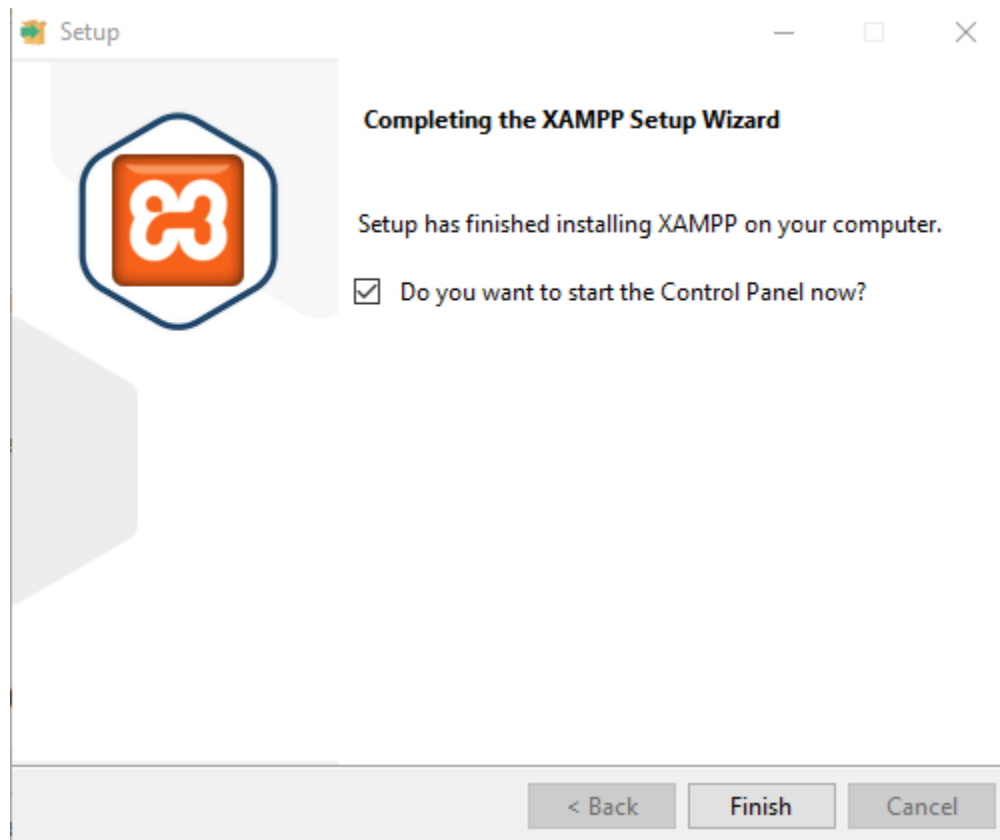 Setup
Completing the XAMPP Setup Wizard
Setup has finished installing XAMPP on your computer.
Do you want to start the Control Panel now?
< Back Finish Cancel